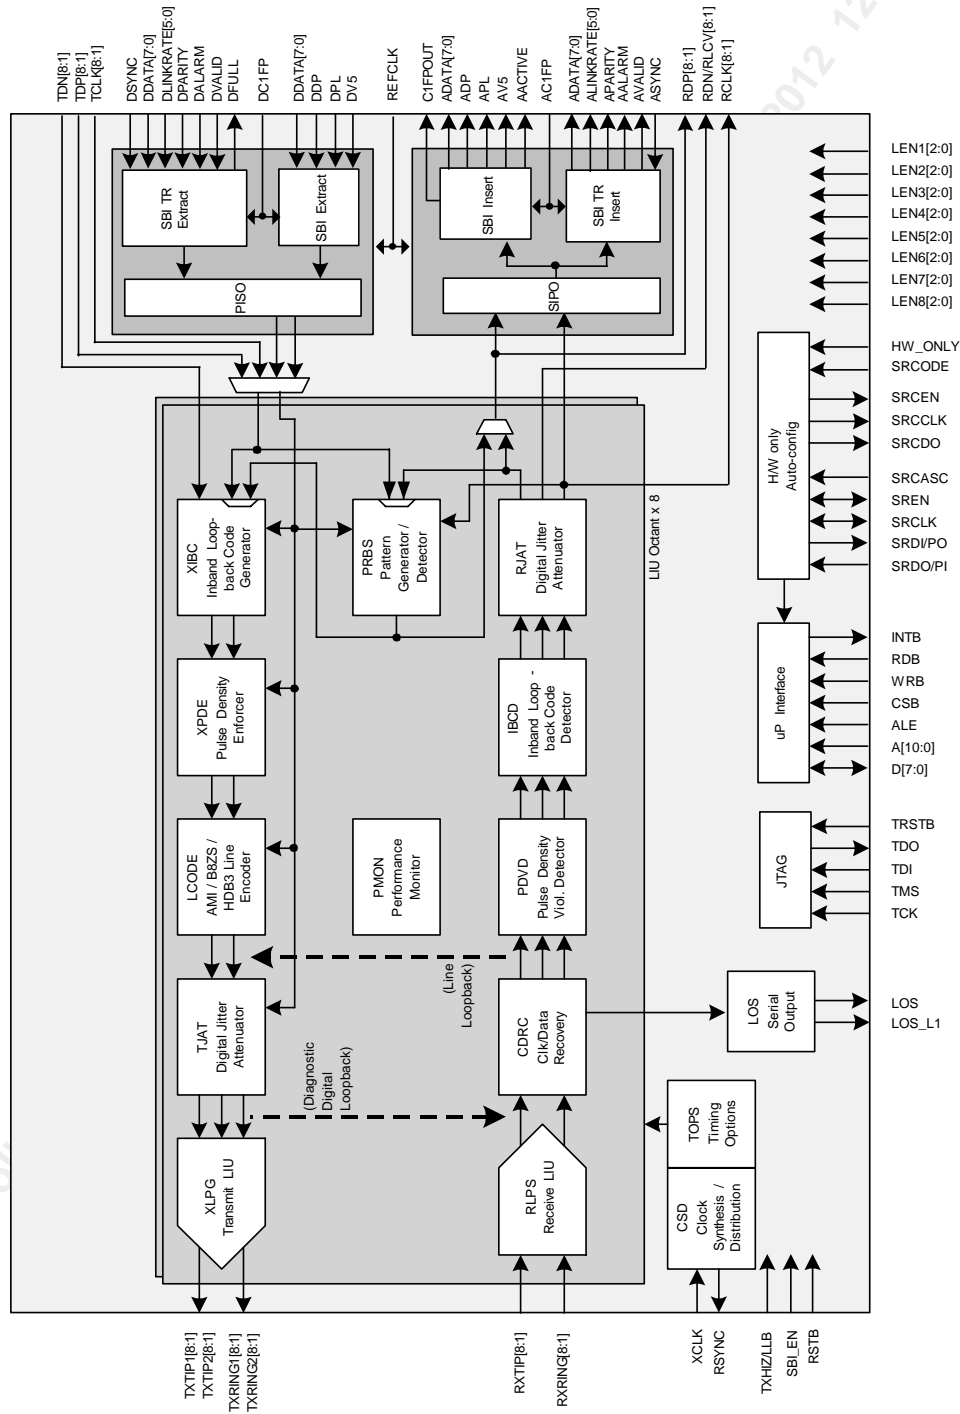 TDN[8:1]
TDP[8:1]
TCLK[8:1]
DSYNC
DDATA[7:0]
DLINKRATE[5:0]
DPARITY
DALARM
DVALID
DFULL
DC1FP
DDATA[7:0]
DDP
DPL
DV5
REFCLK
C1FPOUT
ADATA[7:0]
ADP
APL
AV5
AACTIVE
AC1FP
ADATA[7:0]
ALINKRATE[5:0]
APARITY
AALARM
AVALID
ASYNC
RDP[8:1]
RDN/RLCV[8:1]
RCLK[8:1]
2012 12
SBI TR
Extract
SBI Extract
PISO
SBI Insert
SBI TR
Insert
SIPO
LEN1[2:0]
LEN2[2:0]
LEN3[2:0]
LEN4[2:0]
LEN5[2:0]
LEN6[2:0]
LEN7[2:0]
LEN8[2:0]
HW_ONLY
SRCODE
SRCEN
SRCCLK
SRCDO
SRCASC
SREN
SRCLK
SRDI/PO
SRDO/PI
H/W only
Auto-config
XIBC
Inband Loop-
back Code
Generator
PRBS
Pattern
Generator /
Detector
RJAT
Digital Jitter
Attenuator
LIU Octant x 8
XPDE
Pulse Density
Enforcer
IBCD
Inband Loop -
back Code
Detector
uP Interface
INTB
RDB
WRB
CSB
ALE
A[10:0]
D[7:0]
LCODE
AMI / B8ZS /
HDB3 Line
Encoder
PMON
Performance
Monitor
PDVD
Pulse Density
Viol. Detector
JTAG
TRSTB
TDO
TDI
TMS
TCK
(Line
Loopback)
TJAT
Digital Jitter
Attenuator
CDRC
Clk/Data
Recovery
LOS
Serial
Output
LOS
LOS_L1
(Diagnostic
Digital
Loopback)
XLPG
Transmit LIU
RLPS
Receive LIU
TOPS
Timing
Options
CSD
Clock
Synthesis /
Distribution
TXTIP1[8:1]
TXTIP2[8:1]
TXRING1[8:1]
TXRING2[8:1]
RXTIP[8:1]
RXRING[8:1]
XCLK
RSYNC
TXHIZ/LLB
SBI_EN
RSTB